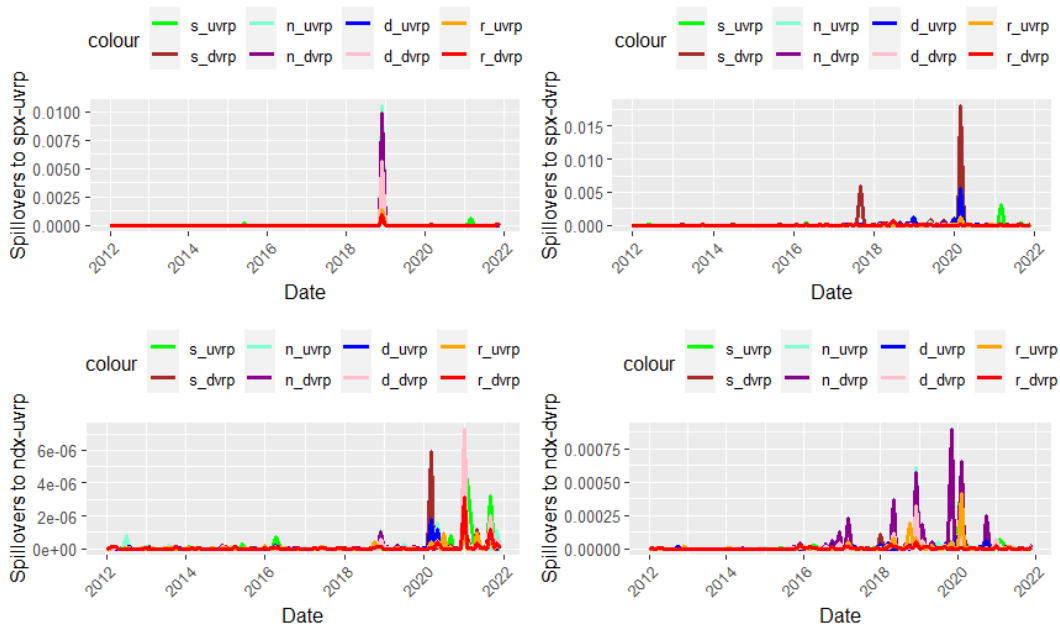 colour
s_uvrp n_uvrp d_uvrp r_uvrp
s_dvrp n_dvrp d_dvrp r_dvrp
Spillovers to spx-uvrp
0.0100
0.0075
0.0050
0.0025
0.0000
2012 2014 2016 2018 2020 2022
Date
colour
s_uvrp n_uvrp d_uvrp r_uvrp
s_dvrp n_dvrp d_dvrp r_dvrp
Spillovers to spx-dvrp
0.015
0.010
0.005
0.000
2012 2014 2016 2018 2020 2022
Date
colour
s_uvrp n_uvrp d_uvrp r_uvrp
s_dvrp n_dvrp d_dvrp r_dvrp
Spillovers to ndx-uvrp
6e-06
4e-06
2e-06
0e+00
2012 2014 2016 2018 2020 2022
Date
colour
s_uvrp n_uvrp d_uvrp r_uvrp
s_dvrp n_dvrp d_dvrp r_dvrp
Spillovers to ndx-dvrp
0.00075
0.00050
0.00025
0.00000
2012 2014 2016 2018 2020 2022
Date